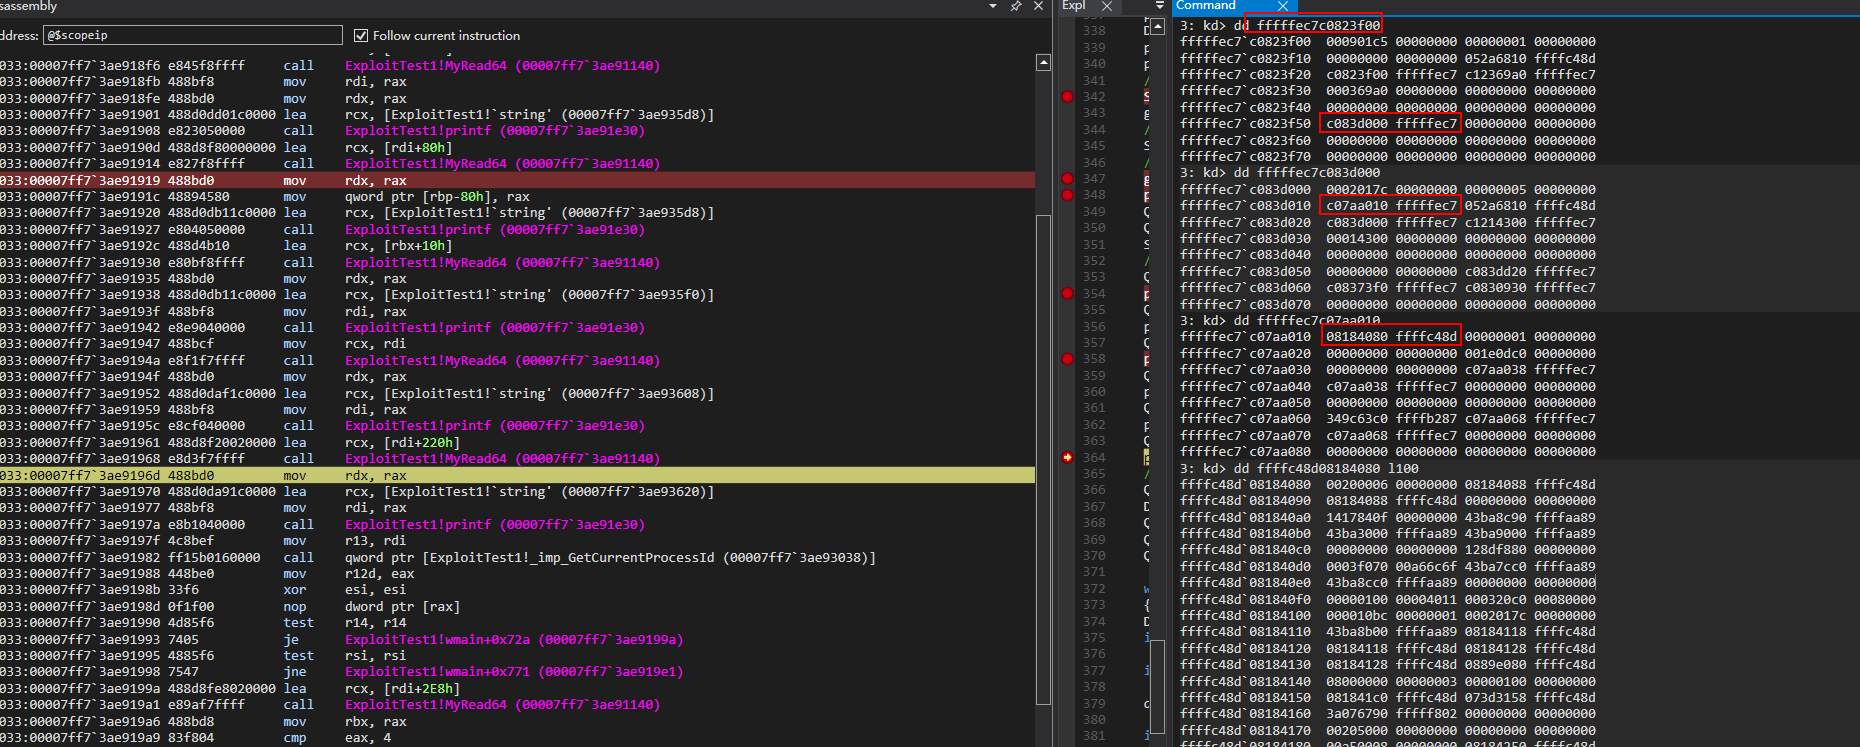 sassembly
ddress: @$scopeip
Follow current instruction
033:00007ff7`3ae918f6 e845f8ffff call ExploitTest1!MyRead64 (00007ff7`3ae91140)
033:00007ff7`3ae918fb 488bf8 mov rdi, rax
033:00007ff7`3ae918fe 488bd0 mov rdx, rax
033:00007ff7`3ae91901 488d0dd01c0000 lea rcx, [ExploitTest1!`string' (00007ff7`3ae935d8)]
033:00007ff7`3ae91908 e823050000 call ExploitTest1!printf (00007ff7`3ae91e30)
033:00007ff7`3ae9190d 488d8f80000000 lea rcx, [rdi+80h]
033:00007ff7`3ae91914 e827f8ffff call ExploitTest1!MyRead64 (00007ff7`3ae91140)
033:00007ff7`3ae91919 488bd0 mov rdx, rax
033:00007ff7`3ae9191c 48894580 mov qword ptr [rbp-80h], rax
033:00007ff7`3ae91920 488d0db11c0000 lea rcx, [ExploitTest1!`string' (00007ff7`3ae935d8)]
033:00007ff7`3ae91927 e804050000 call ExploitTest1!printf (00007ff7`3ae91e30)
033:00007ff7`3ae9192c 488d4b10 lea rcx, [rbx+10h]
033:00007ff7`3ae91930 e80bf8ffff call ExploitTest1!MyRead64 (00007ff7`3ae91140)
033:00007ff7`3ae91935 488bd0 mov rdx, rax
033:00007ff7`3ae91938 488d0db11c0000 lea rcx, [ExploitTest1!`string' (00007ff7`3ae935f0)]
033:00007ff7`3ae9193f 488bf8 mov rdi, rax
033:00007ff7`3ae91942 e8e9040000 call ExploitTest1!printf (00007ff7`3ae91e30)
033:00007ff7`3ae91947 488bcf mov rcx, rdi
033:00007ff7`3ae9194a e8f1f7ffff call ExploitTest1!MyRead64 (00007ff7`3ae91140)
033:00007ff7`3ae9194f 488bd0 mov rdx, rax
033:00007ff7`3ae91952 488d0daf1c0000 lea rcx, [ExploitTest1!`string' (00007ff7`3ae93608)]
033:00007ff7`3ae91959 488bf8 mov rdi, rax
033:00007ff7`3ae9195c e8cf040000 call ExploitTest1!printf (00007ff7`3ae91e30)
033:00007ff7`3ae91961 488d8f20020000 lea rcx, [rdi+220h]
033:00007ff7`3ae91968 e8d3f7ffff call ExploitTest1!MyRead64 (00007ff7`3ae91140)
033:00007ff7`3ae9196d 488bd0 mov rdx, rax
033:00007ff7`3ae91970 488d0da91c0000 lea rcx, [ExploitTest1!`string' (00007ff7`3ae93620)]
033:00007ff7`3ae91977 488bf8 mov rdi, rax
033:00007ff7`3ae9197a e8b1040000 call ExploitTest1!printf (00007ff7`3ae91e30)
033:00007ff7`3ae9197f 4c8bef mov r13, rdi
033:00007ff7`3ae91982 ff15b0160000 call qword ptr [ExploitTest1!_imp_GetCurrentProcessId (00007ff7`3ae93038)]
033:00007ff7`3ae91988 448be0 mov r12d, eax
033:00007ff7`3ae9198b 33f6 xor esi, esi
033:00007ff7`3ae9198d 0f1f00 nop dword ptr [rax]
033:00007ff7`3ae91990 4d85f6 test r14, r14
033:00007ff7`3ae91993 7405 je ExploitTest1!wmain+0x72a (00007ff7`3ae9199a)
033:00007ff7`3ae91995 4885f6 test rsi, rsi
033:00007ff7`3ae91998 7547 jne ExploitTest1!wmain+0x771 (00007ff7`3ae919e1)
033:00007ff7`3ae9199a 488d8fe8020000 lea rcx, [rdi+2E8h]
033:00007ff7`3ae919a1 e89af7ffff call ExploitTest1!MyRead64 (00007ff7`3ae91140)
033:00007ff7`3ae919a6 488bd8 mov rbx, rax
033:00007ff7`3ae919a9 83f804 cmp eax, 4
Expl
338 D
339 p
340 p
341 /
342 S
343 g
344 /
345 S
346 /
347 g
348 p
349 Q
350 Q
351 S
352 /
353 Q
354 p
355 Q
356 p
357 Q
358 p
359 Q
360 p
361 Q
362 p
363 Q
364 p
365 /
366 Q
367 D
368 Q
369 Q
370 Q
371
372 w
373 {
374 D
375 i
376
377 i
378
379 c
380
381 i
Command
3: kd> dd fffffec7c0823f00
fffffec7`c0823f00 000901c5 00000000 00000001 00000000
fffffec7`c0823f10 00000000 00000000 052a6810 ffffc48d
fffffec7`c0823f20 c0823f00 fffffec7 c12369a0 fffffec7
fffffec7`c0823f30 000369a0 00000000 00000000 00000000
fffffec7`c0823f40 00000000 00000000 00000000 00000000
fffffec7`c0823f50 c083d000 fffffec7 00000000 00000000
fffffec7`c0823f60 00000000 00000000 00000000 00000000
fffffec7`c0823f70 00000000 00000000 00000000 00000000
3: kd> dd fffffec7c083d000
fffffec7`c083d000 0002017c 00000000 00000005 00000000
fffffec7`c083d010 c07aa010 fffffec7 052a6810 ffffc48d
fffffec7`c083d020 c083d000 fffffec7 c1214300 fffffec7
fffffec7`c083d030 00014300 00000000 00000000 00000000
fffffec7`c083d040 00000000 00000000 00000000 00000000
fffffec7`c083d050 00000000 00000000 c083dd20 fffffec7
fffffec7`c083d060 c08373f0 fffffec7 c0830930 fffffec7
fffffec7`c083d070 00000000 00000000 00000000 00000000
3: kd> dd fffffec7c07aa010
fffffec7`c07aa010 08184080 ffffc48d 00000001 00000000
fffffec7`c07aa020 00000000 00000000 001e0dc0 00000000
fffffec7`c07aa030 00000000 00000000 c07aa038 fffffec7
fffffec7`c07aa040 c07aa038 fffffec7 00000000 00000000
fffffec7`c07aa050 00000000 00000000 00000000 00000000
fffffec7`c07aa060 349c63c0 ffffb287 c07aa068 fffffec7
fffffec7`c07aa070 c07aa068 fffffec7 00000000 00000000
fffffec7`c07aa080 00000000 00000000 00000000 00000000
3: kd> dd ffffc48d08184080 l100
ffffc48d`08184080 00200006 00000000 08184088 ffffc48d
ffffc48d`08184090 08184088 ffffc48d 00000000 00000000
ffffc48d`081840a0 1417840f 00000000 43ba8c90 ffffaa89
ffffc48d`081840b0 43ba3000 ffffaa89 43ba9000 ffffaa89
ffffc48d`081840c0 00000000 00000000 128df880 00000000
ffffc48d`081840d0 0003f070 00a66c6f 43ba7cc0 ffffaa89
ffffc48d`081840e0 43ba8cc0 ffffaa89 00000000 00000000
ffffc48d`081840f0 00000100 00004011 000320c0 00080000
ffffc48d`08184100 000010bc 00000001 0002017c 00000000
ffffc48d`08184110 43ba8b00 ffffaa89 08184118 ffffc48d
ffffc48d`08184120 08184118 ffffc48d 08184128 ffffc48d
ffffc48d`08184130 08184128 ffffc48d 0889e080 ffffc48d
ffffc48d`08184140 08000000 00000003 00000100 00000000
ffffc48d`08184150 081841c0 ffffc48d 073d3158 ffffc48d
ffffc48d`08184160 3a076790 fffff802 00000000 00000000
ffffc48d`08184170 00205000 00000000 00000000 00000000